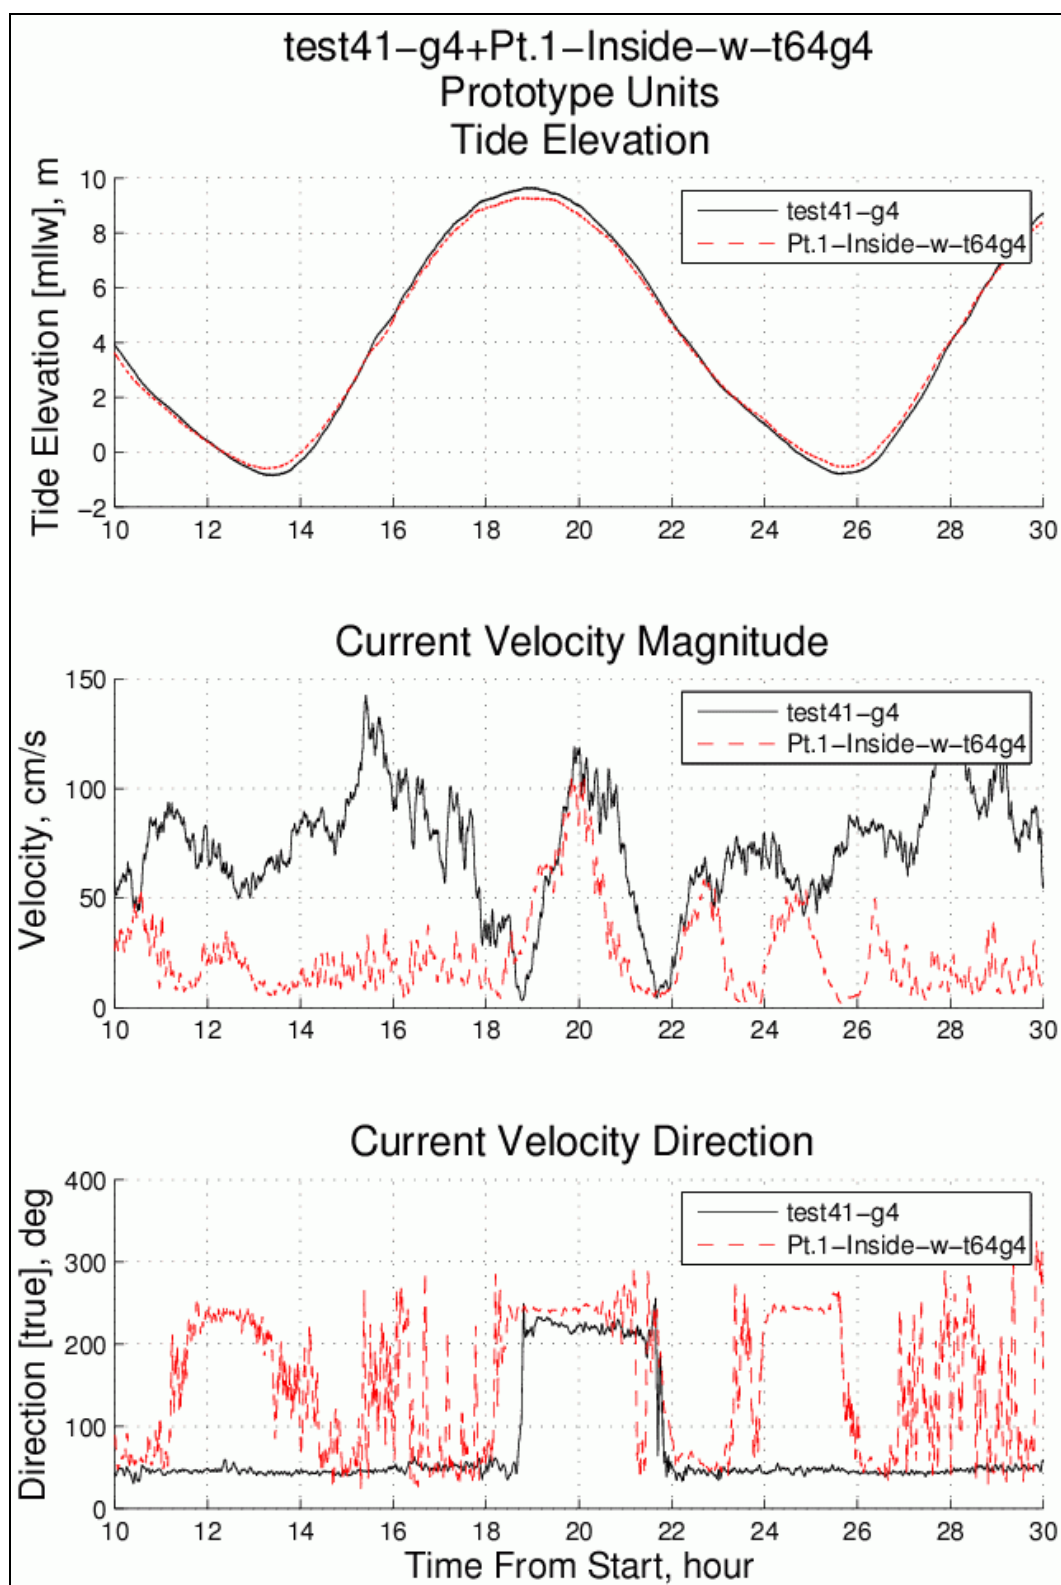 test41−g4+Pt.1−Inside−w−t64g4
Prototype Units
Tide Elevation
Tide Elevation [mllw], m
10
8
6
4
2
0
−2
test41−g4
Pt.1−Inside−w−t64g4
10 12 14 16 18 20 22 24 26 28 30
Current Velocity Magnitude
Velocity, cm/s
150
100
50
0
test41−g4
Pt.1−Inside−w−t64g4
10 12 14 16 18 20 22 24 26 28 30
Current Velocity Direction
Direction [true], deg
400
300
200
100
0
test41−g4
Pt.1−Inside−w−t64g4
10 12 14 16 18 20 22 24 26 28 30
Time From Start, hour